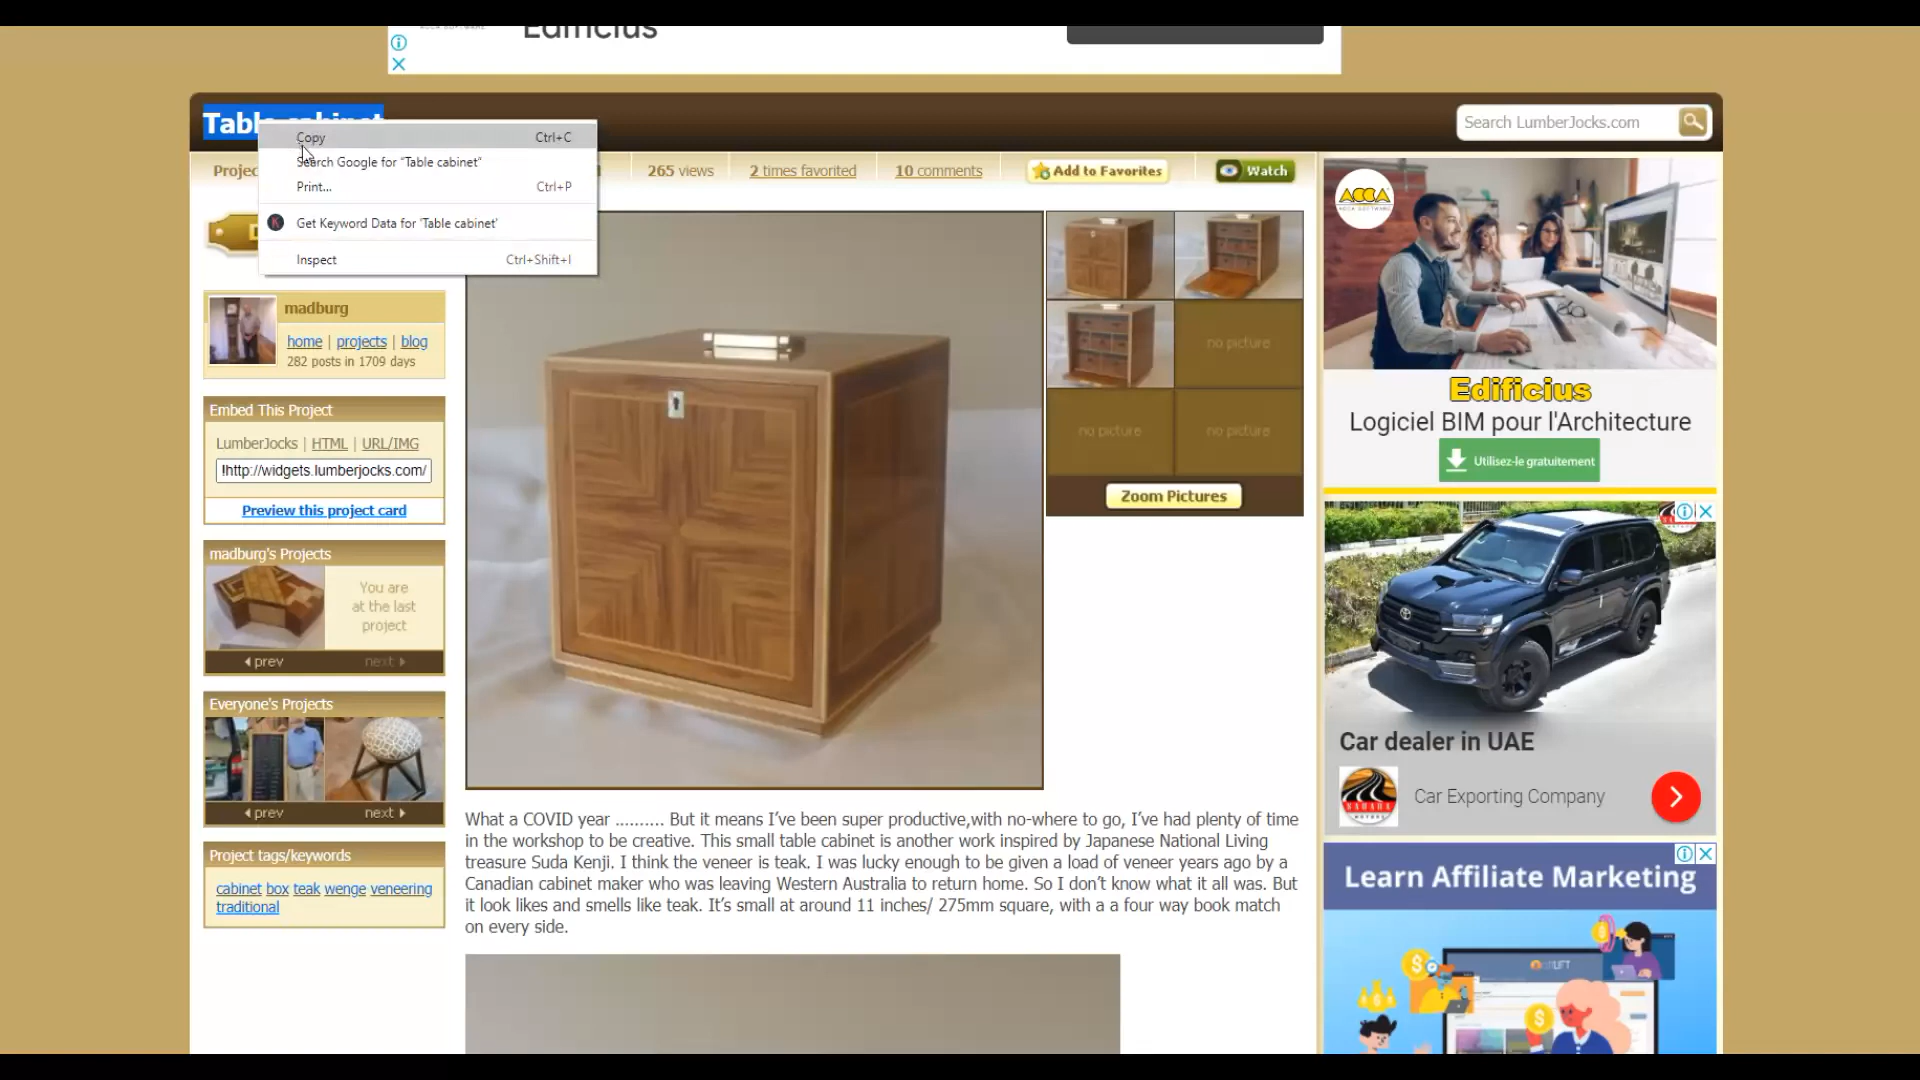 Edificius
Table cabinet
Search LumberJocks.com
Copy Ctrl+C
Search Google for "Table cabinet"
Print... Ctrl+P
Get Keyword Data for 'Table cabinet'
Inspect Ctrl+Shift+I
Projec
265 views
2 times favorited
10 comments
Add to Favorites
Watch
madburg
home | projects | blog
282 posts in 1709 days
Embed This Project
LumberJocks | HTML | URL/IMG
!http://widgets.lumberjocks.com/
Preview this project card
madburg's Projects
You are
at the last
project
prev next
Everyone's Projects
prev next
Project tags/keywords
cabinet box teak wenge veneering
traditional
no picture
no picture
no picture
Zoom Pictures
What a COVID year .......... But it means I've been super productive,with no-where to go, I've had plenty of time
in the workshop to be creative. This small table cabinet is another work inspired by Japanese National Living
treasure Suda Kenji. I think the veneer is teak. I was lucky enough to be given a load of veneer years ago by a
Canadian cabinet maker who was leaving Western Australia to return home. So I don't know what it all was. But
it look likes and smells like teak. It's small at around 11 inches/ 275mm square, with a a four way book match
on every side.
ACCA
ACCA SOFTWARE
Edificius
Logiciel BIM pour l'Architecture
Utilisez-le gratuitement
Car dealer in UAE
SAHARA
MOTORS
Car Exporting Company
Learn Affiliate Marketing